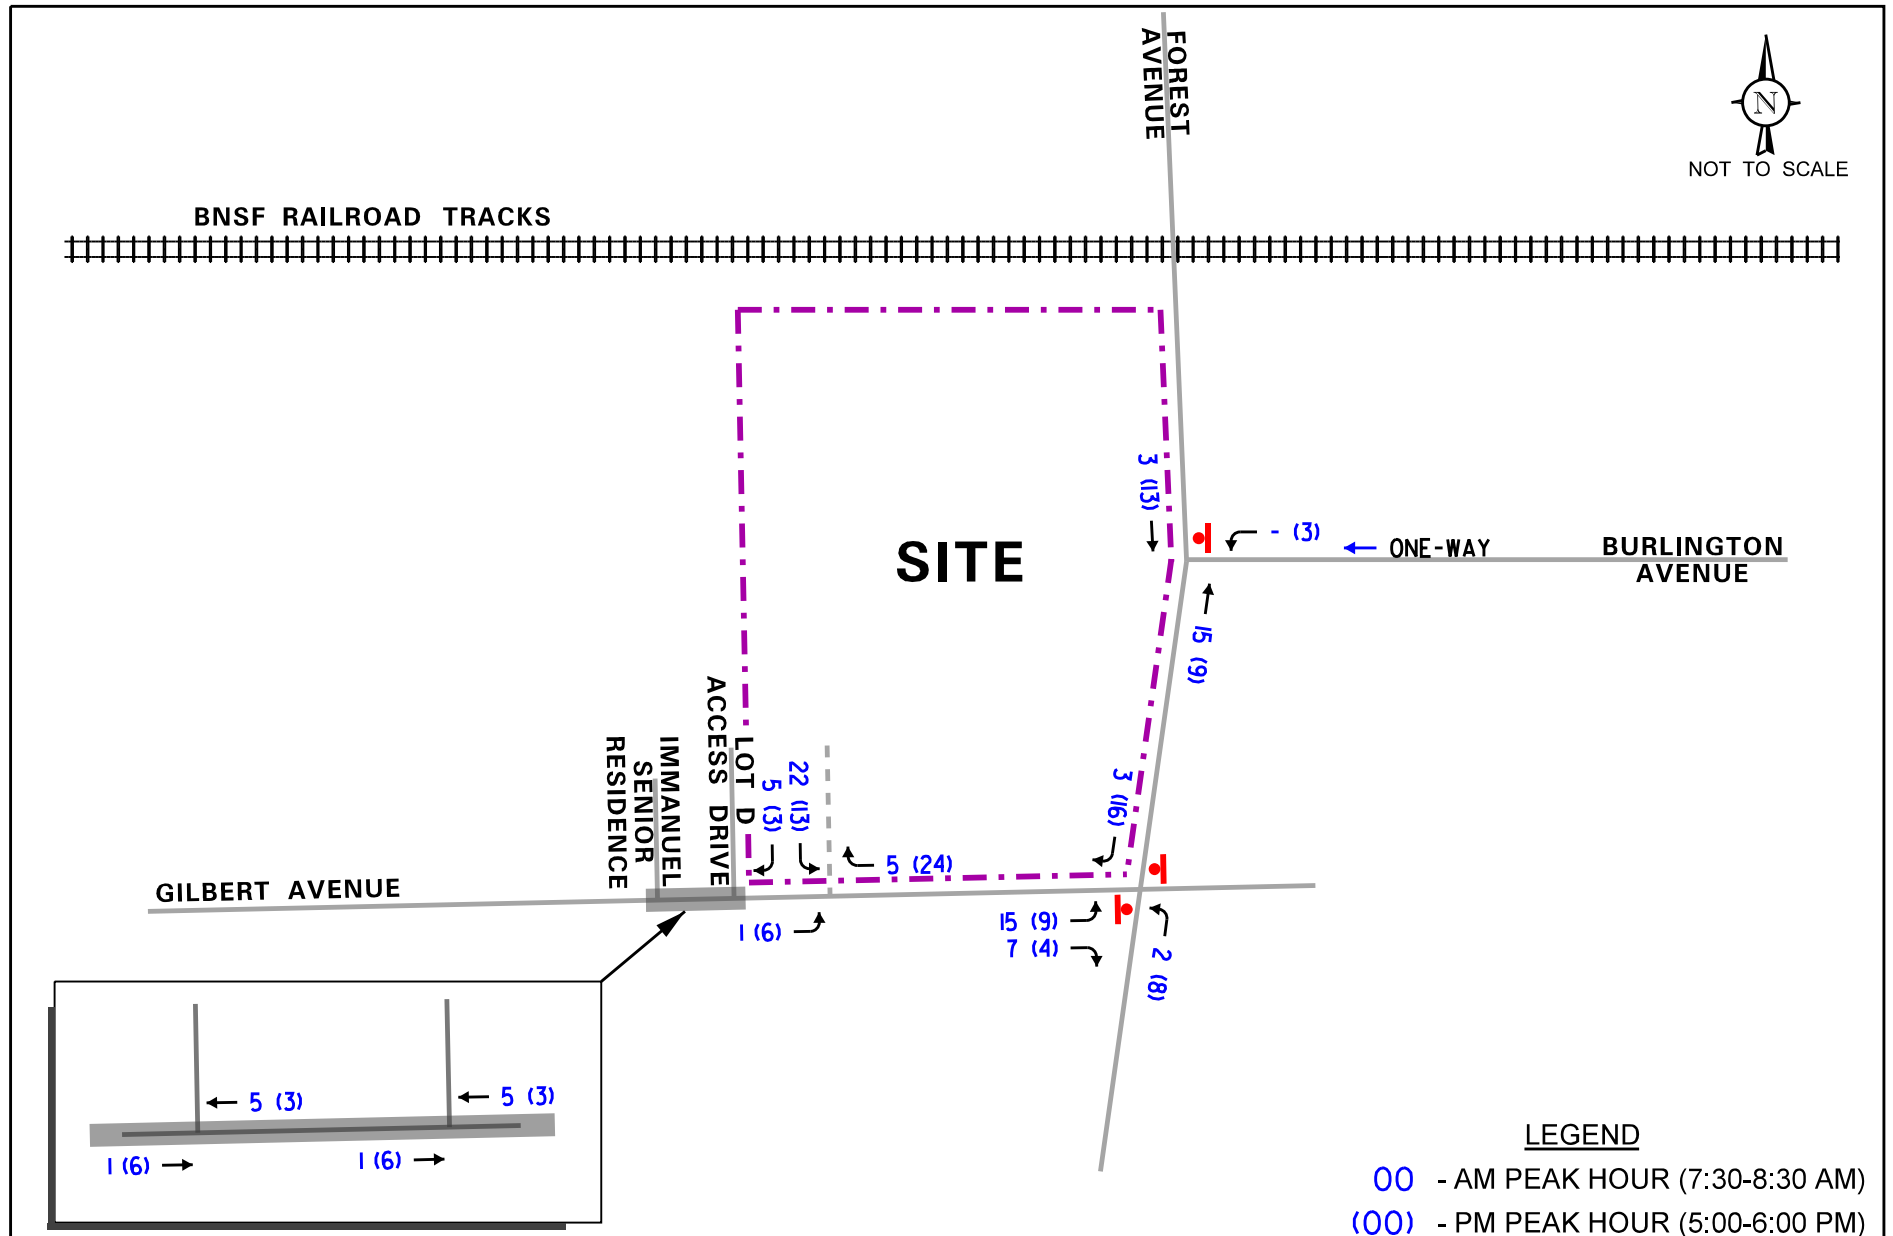 FOREST
AVENUE
N
NOT TO SCALE
BNSF RAILROAD TRACKS
3 (13)
- (3)
ONE-WAY
BURLINGTON
AVENUE
SITE
15 (9)
ACCESS DRIVE
LOT D
IMMANUEL
SENIOR
RESIDENCE
22 (13)
5 (3)
3 (16)
5 (24)
GILBERT AVENUE
1 (6)
15 (9)
7 (4)
2 (8)
5 (3)
5 (3)
1 (6)
1 (6)
LEGEND
00 - AM PEAK HOUR (7:30-8:30 AM)
(00) - PM PEAK HOUR (5:00-6:00 PM)